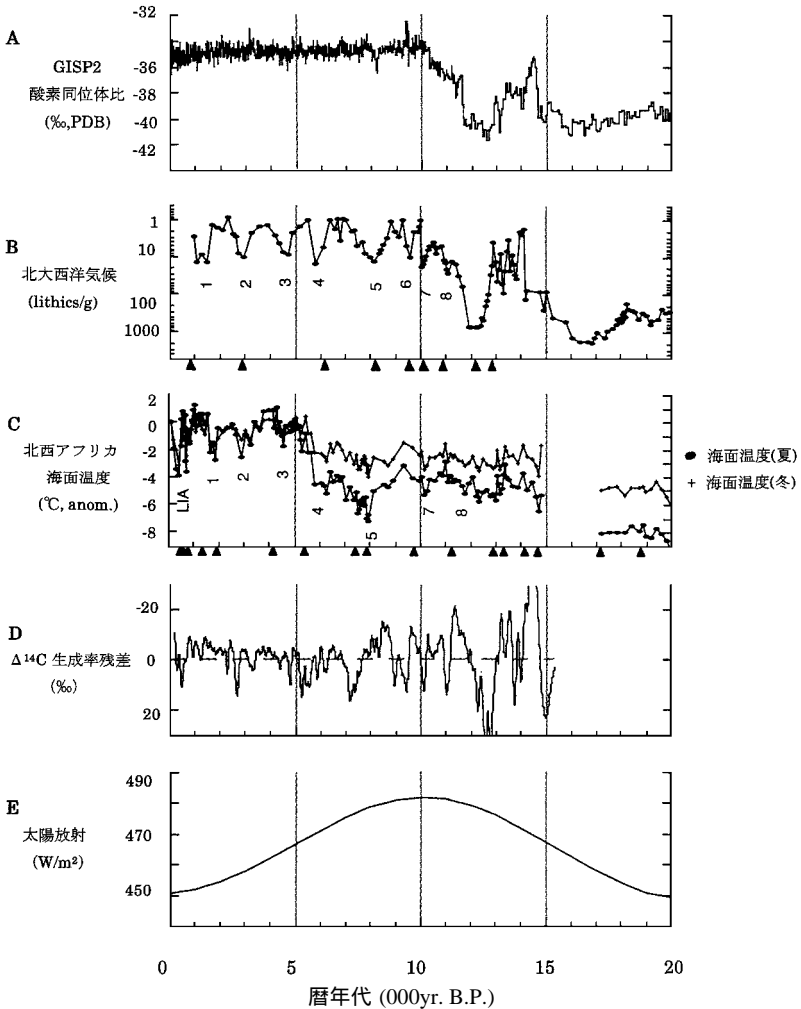 A
GISP2
酸素同位体比
(‰,PDB)
-32
-36
-38
-40
-42
B
北大西洋気候
(lithics/g)
1
10
100
1000
1
2
3
4
5
6
7
8
C
北西アフリカ
海面温度
(℃, anom.)
2
0
-2
-4
-6
-8
LIA
1
2
3
4
5
7
8
海面温度(夏)
+ 海面温度(冬)
D
Δ¹⁴C 生成率残差
(‰)
-20
0
20
E
太陽放射
(W/m²)
490
470
450
0
5
10
15
20
暦年代 (000yr. B.P.)